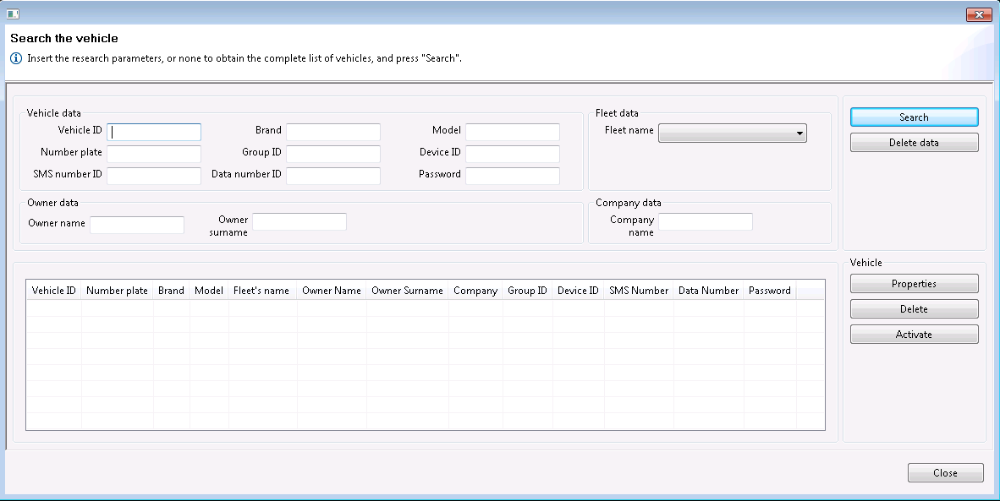 Search the vehicle
Insert the research parameters, or none to obtain the complete list of vehicles, and press "Search".
Vehicle data
Vehicle ID
Brand
Model
Number plate
Group ID
Device ID
SMS number ID
Data number ID
Password
Fleet data
Fleet name
Search
Delete data
Owner data
Owner name
Owner
surname
Company data
Company
name
Vehicle ID Number plate Brand Model Fleet's name Owner Name Owner Surname Company Group ID Device ID SMS Number Data Number Password
Vehicle
Properties
Delete
Activate
Close